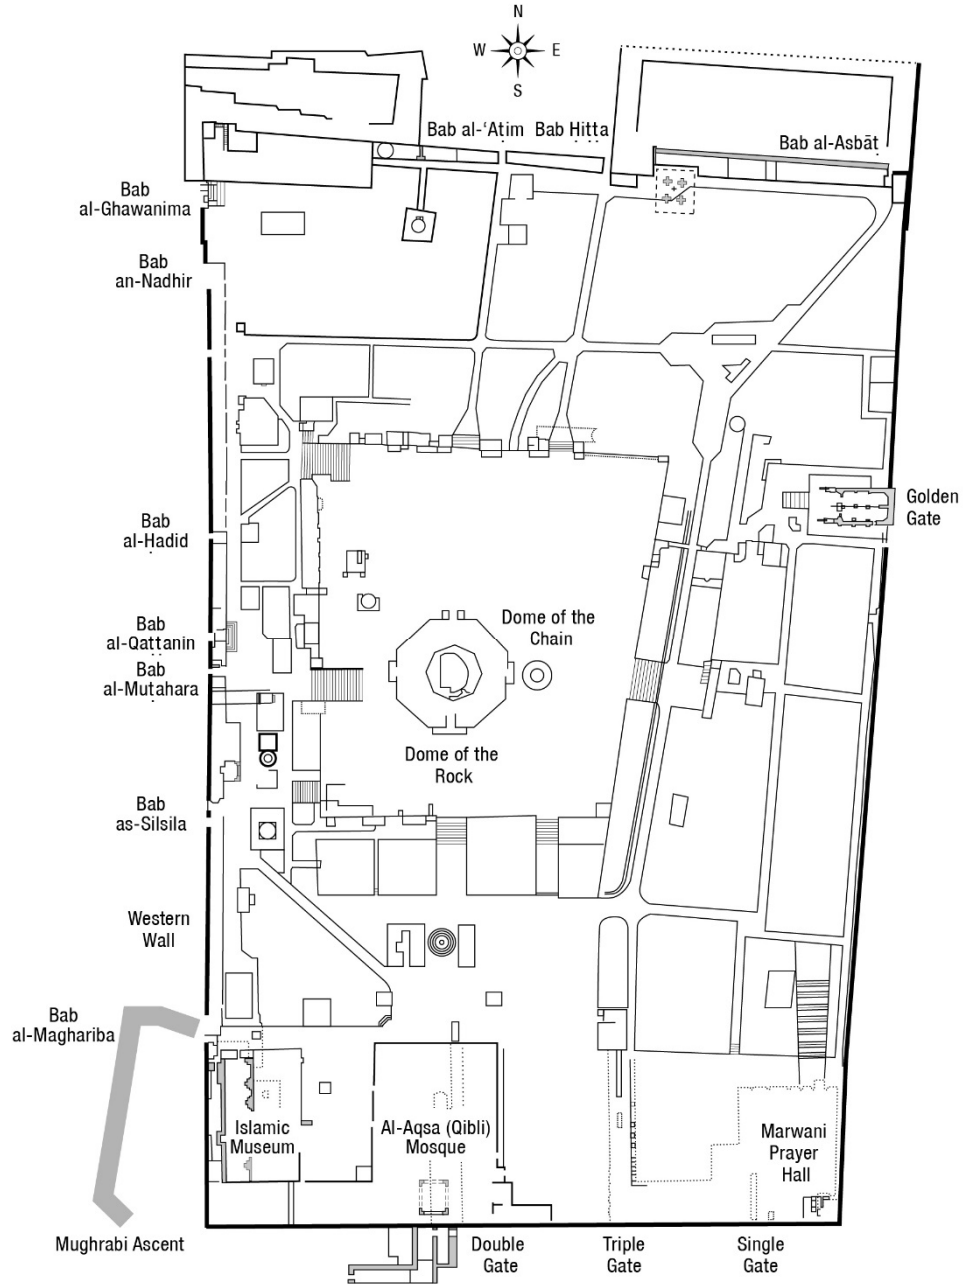 N
W E
S
Bab al-‘Atim Bab Hitta
Bab al-Asbāt
Bab
al-Ghawanima
Bab
an-Nadhir
Golden
Gate
Bab
al-Hadid
Dome of the
Chain
Bab
al-Qattanin
Bab
al-Mutahara
Dome of the
Rock
Bab
as-Silsila
Western
Wall
Bab
al-Maghariba
Islamic
Museum
Al-Aqsa (Qibli)
Mosque
Marwani
Prayer
Hall
Mughrabi Ascent
Double
Gate
Triple
Gate
Single
Gate